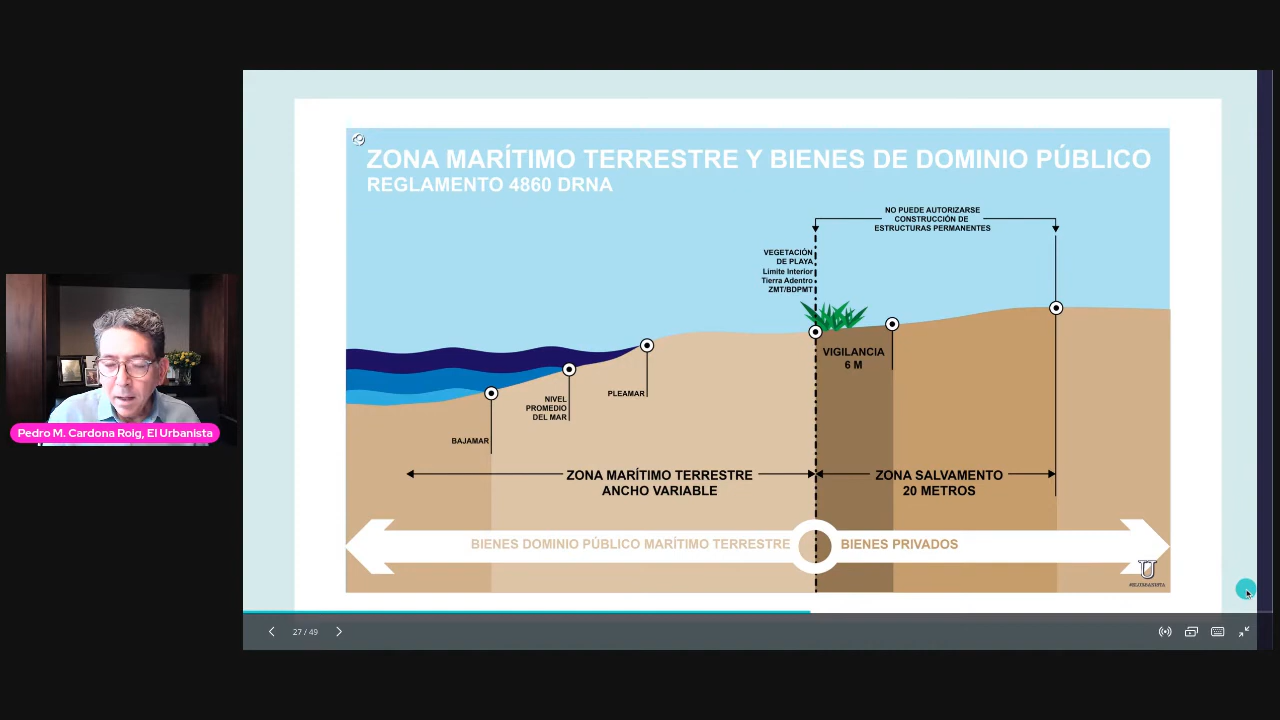 ZONA MARÍTIMO TERRESTRE Y BIENES DE DOMINIO PÚBLICO
REGLAMENTO 4860 DRNA
NO PUEDE AUTORIZARSE
CONSTRUCCIÓN DE
ESTRUCTURAS PERMANENTES
VEGETACIÓN
DE PLAYA
Limite Interior
Tierra Adentro
ZMT/BDPMT
VIGILANCIA
6 M
PLEAMAR
NIVEL
PROMEDIO
DEL MAR
BAJAMAR
ZONA MARÍTIMO TERRESTRE
ANCHO VARIABLE
ZONA SALVAMENTO
20 METROS
BIENES DOMINIO PÚBLICO MARÍTIMO TERRESTRE
BIENES PRIVADOS
U
Pedro M. Cardona Roig, El Urbanista
27 / 49